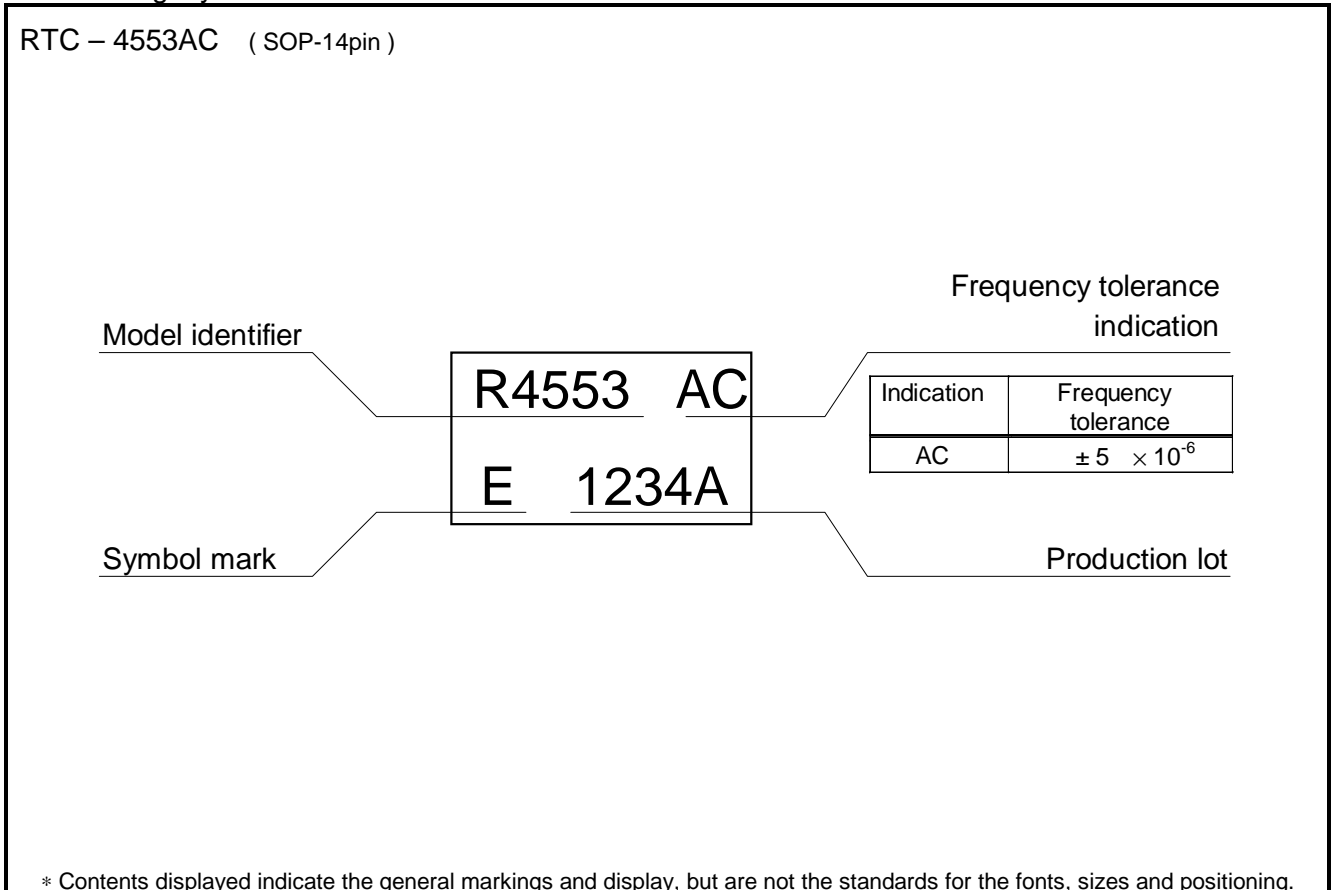 RTC – 4553AC ( SOP-14pin )
Frequency tolerance
indication
Model identifier
R4553 AC
Indication Frequency
tolerance
AC ± 5 × 10-6
E 1234A
Symbol mark
Production lot
* Contents displayed indicate the general markings and display, but are not the standards for the fonts, sizes and positioning.